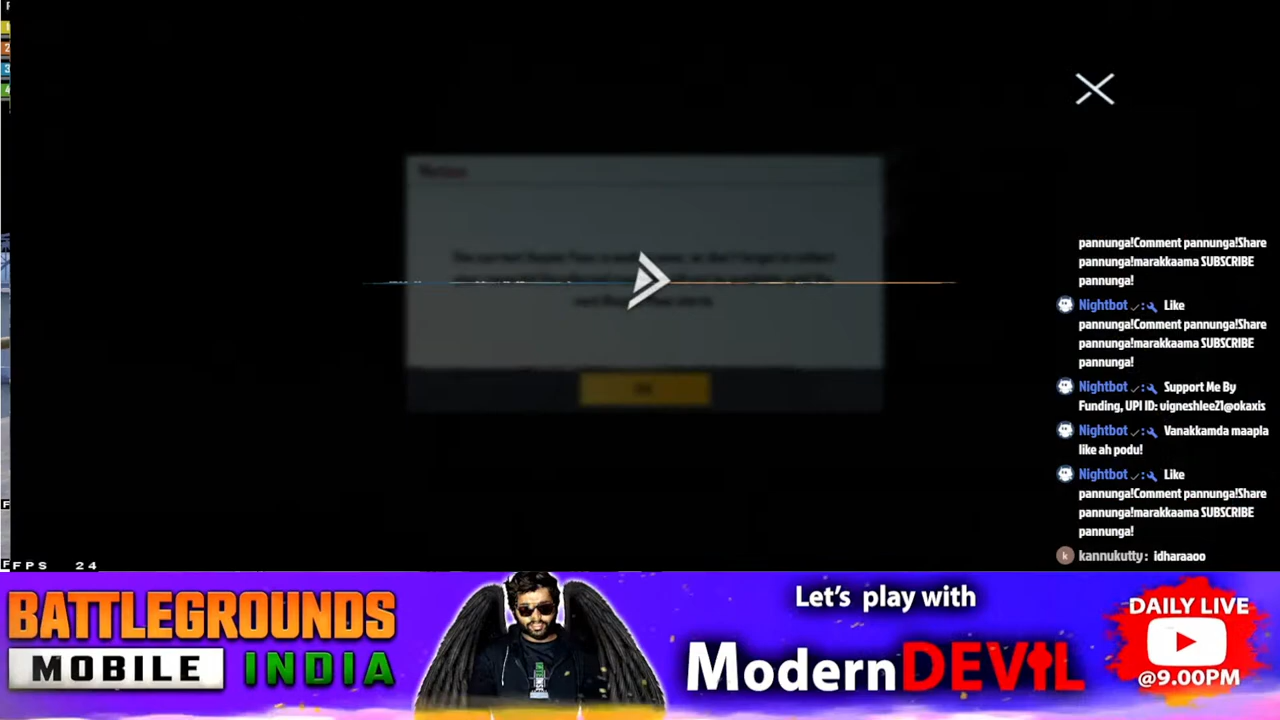 pannunga!Comment pannunga!Share
pannunga!marakkaama SUBSCRIBE
pannunga!
Nightbot : Like
pannunga!Comment pannunga!Share
pannunga!marakkaama SUBSCRIBE
pannunga!
Nightbot : Support Me By
Funding, UPI ID: vigneshlee21@okaxis
Nightbot : Vanakkamda maapla
like ah podu!
Nightbot : Like
pannunga!Comment pannunga!Share
pannunga!marakkaama SUBSCRIBE
pannunga!
kannukutty : idharaaoo
FPS 24
BATTLEGROUNDS
MOBILE INDIA
Let's play with
ModernDEVIL
DAILY LIVE
@9.00PM